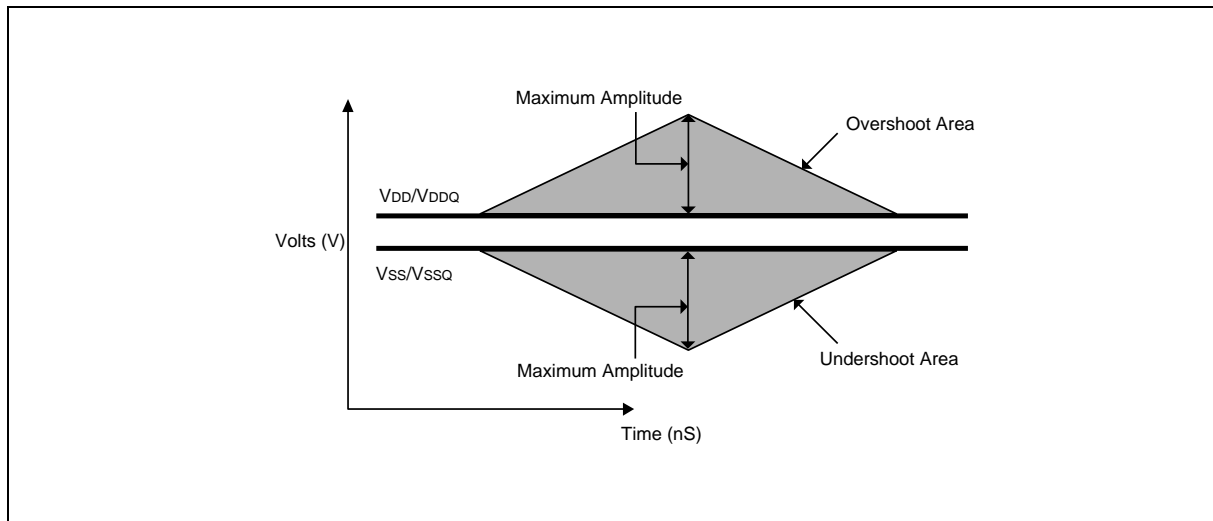 Maximum Amplitude
Overshoot Area
VDD/VDDQ
Volts (V)
VSS/VSSQ
Undershoot Area
Maximum Amplitude
Time (nS)